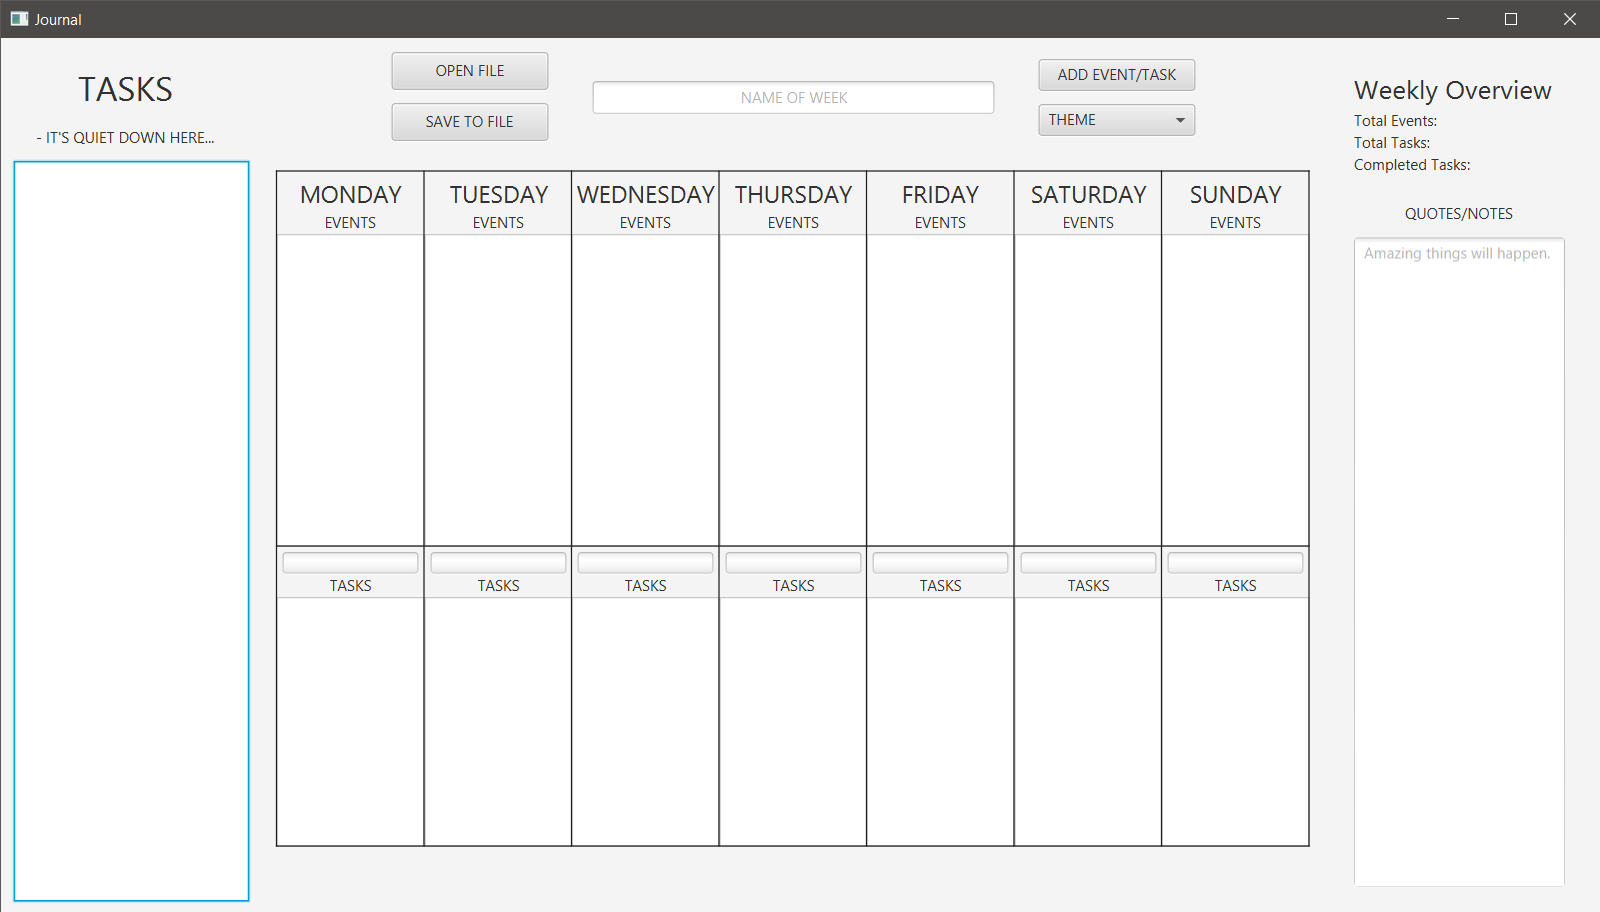 Journal
TASKS
- IT'S QUIET DOWN HERE...
OPEN FILE
SAVE TO FILE
NAME OF WEEK
ADD EVENT/TASK
THEME
Weekly Overview
Total Events:
Total Tasks:
Completed Tasks:
QUOTES/NOTES
Amazing things will happen.
MONDAY TUESDAY WEDNESDAY THURSDAY FRIDAY SATURDAY SUNDAY
EVENTS EVENTS EVENTS EVENTS EVENTS EVENTS EVENTS
TASKS TASKS TASKS TASKS TASKS TASKS TASKS